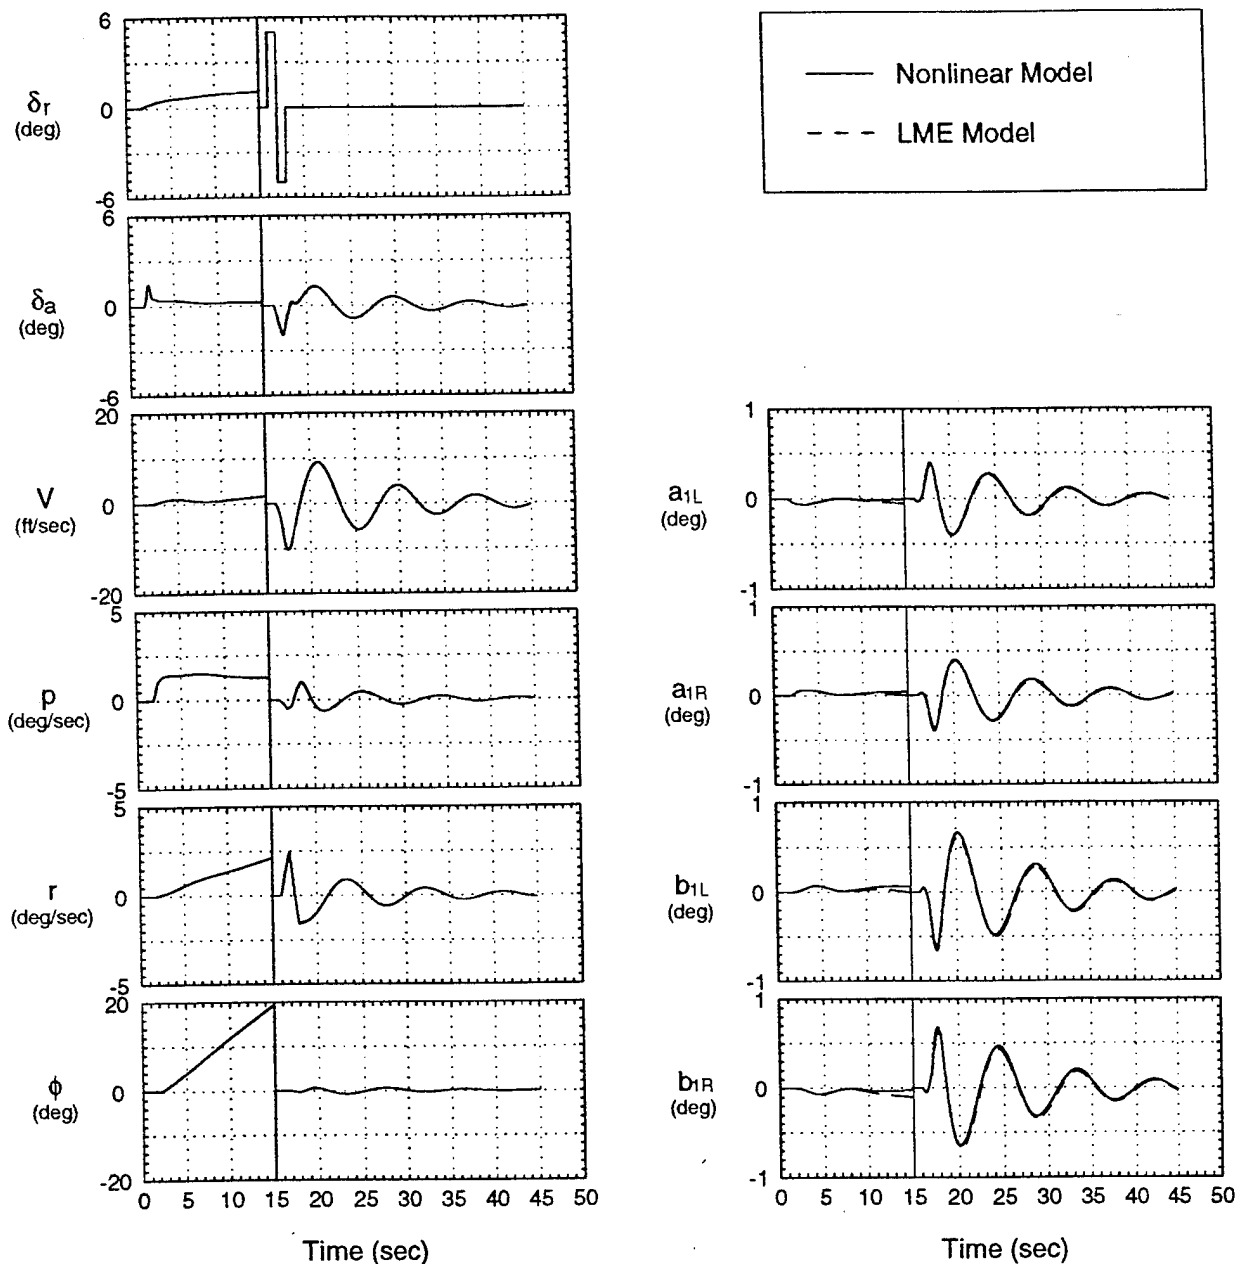 6
δr
(deg)
0
-6
Nonlinear Model
LME Model
6
δa
(deg)
0
-6
20
V
(ft/sec)
0
-20
5
p
(deg/sec)
0
-5
5
r
(deg/sec)
0
-5
20
ϕ
(deg)
0
-20
0 5 10 15 20 25 30 35 40 45 50
Time (sec)
1
a1L
(deg)
0
-1
1
a1R
(deg)
0
-1
1
b1L
(deg)
0
-1
1
b1R
(deg)
0
-1
0 5 10 15 20 25 30 35 40 45 50
Time (sec)